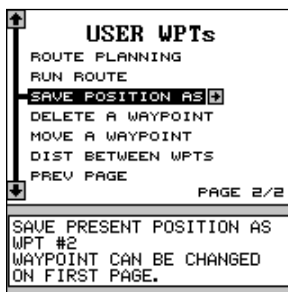 USER WPTs
ROUTE PLANNING
RUN ROUTE
SAVE POSITION AS
DELETE A WAYPOINT
MOVE A WAYPOINT
DIST BETWEEN WPTS
PREV PAGE
PAGE 2/2
SAVE PRESENT POSITION AS
WPT #2
WAYPOINT CAN BE CHANGED
ON FIRST PAGE.